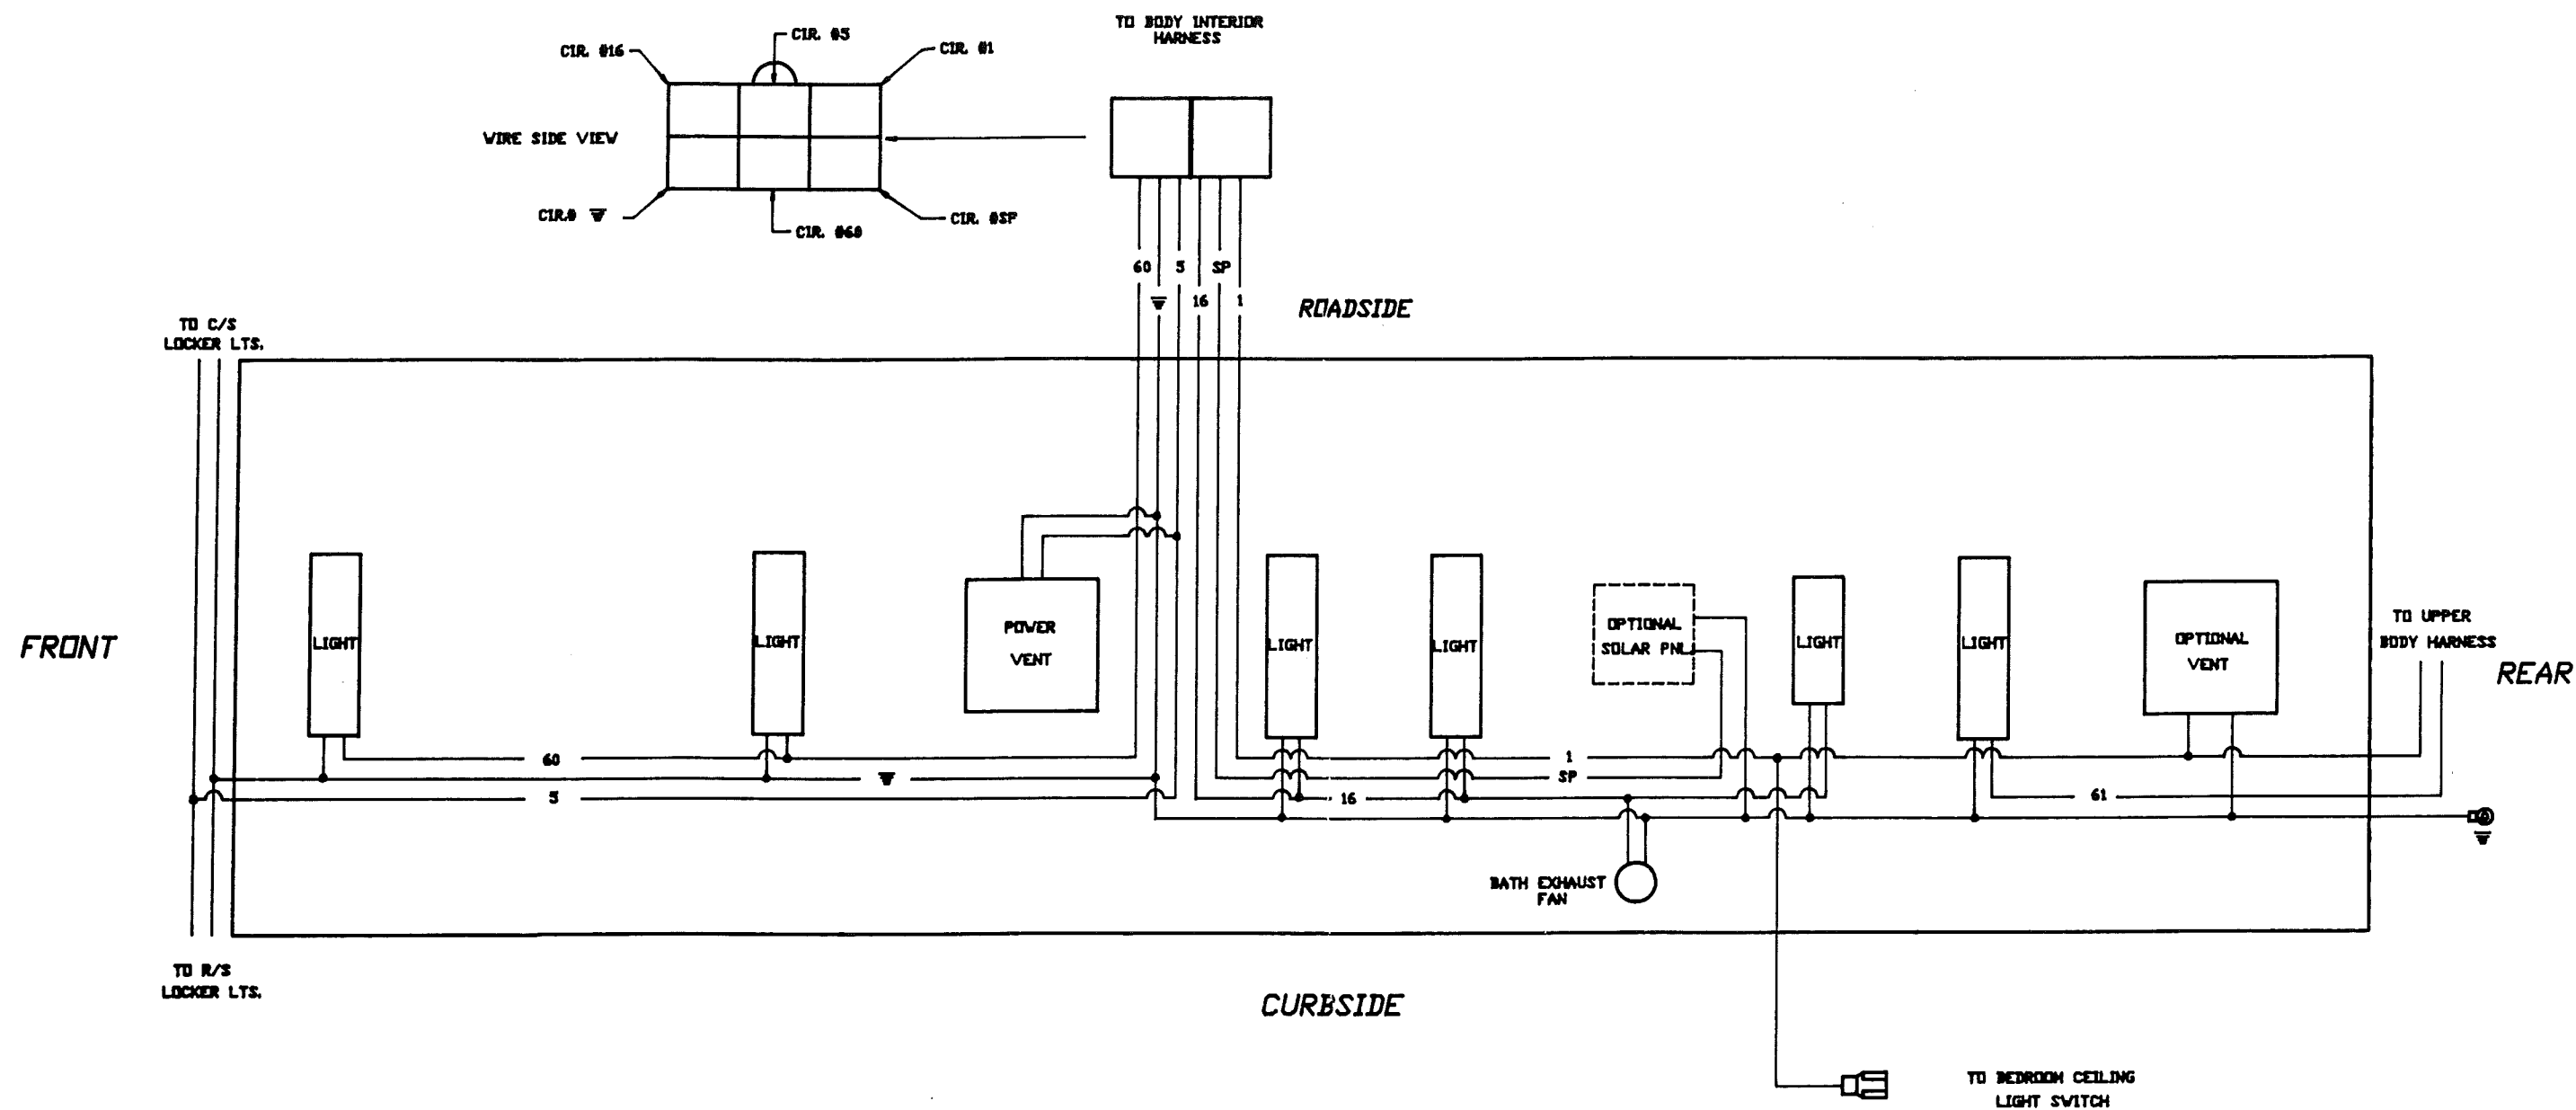 TO BODY INTERIOR
HARNESS
CIR. #5
CIR. #16
CIR. #1
WIRE SIDE VIEW
CIR.#
CIR. #60
CIR. #SP
60
5
SP
16
1
ROADSIDE
TO C/S
LOCKER LTS.
FRONT
LIGHT
LIGHT
POWER
VENT
LIGHT
LIGHT
OPTIONAL
SOLAR PNL.
LIGHT
LIGHT
OPTIONAL
VENT
TO UPPER
BODY HARNESS
REAR
60
1
SP
5
16
61
BATH EXHAUST
FAN
TO R/S
LOCKER LTS.
CURBSIDE
TO BEDROOM CEILING
LIGHT SWITCH